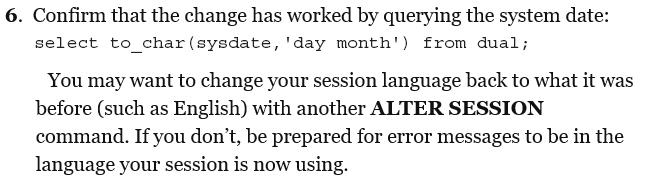 6. Confirm that the change has worked by querying the system date:
select to_char(sysdate,'day month') from dual;
You may want to change your session language back to what it was
before (such as English) with another ALTER SESSION
command. If you don’t, be prepared for error messages to be in the
language your session is now using.